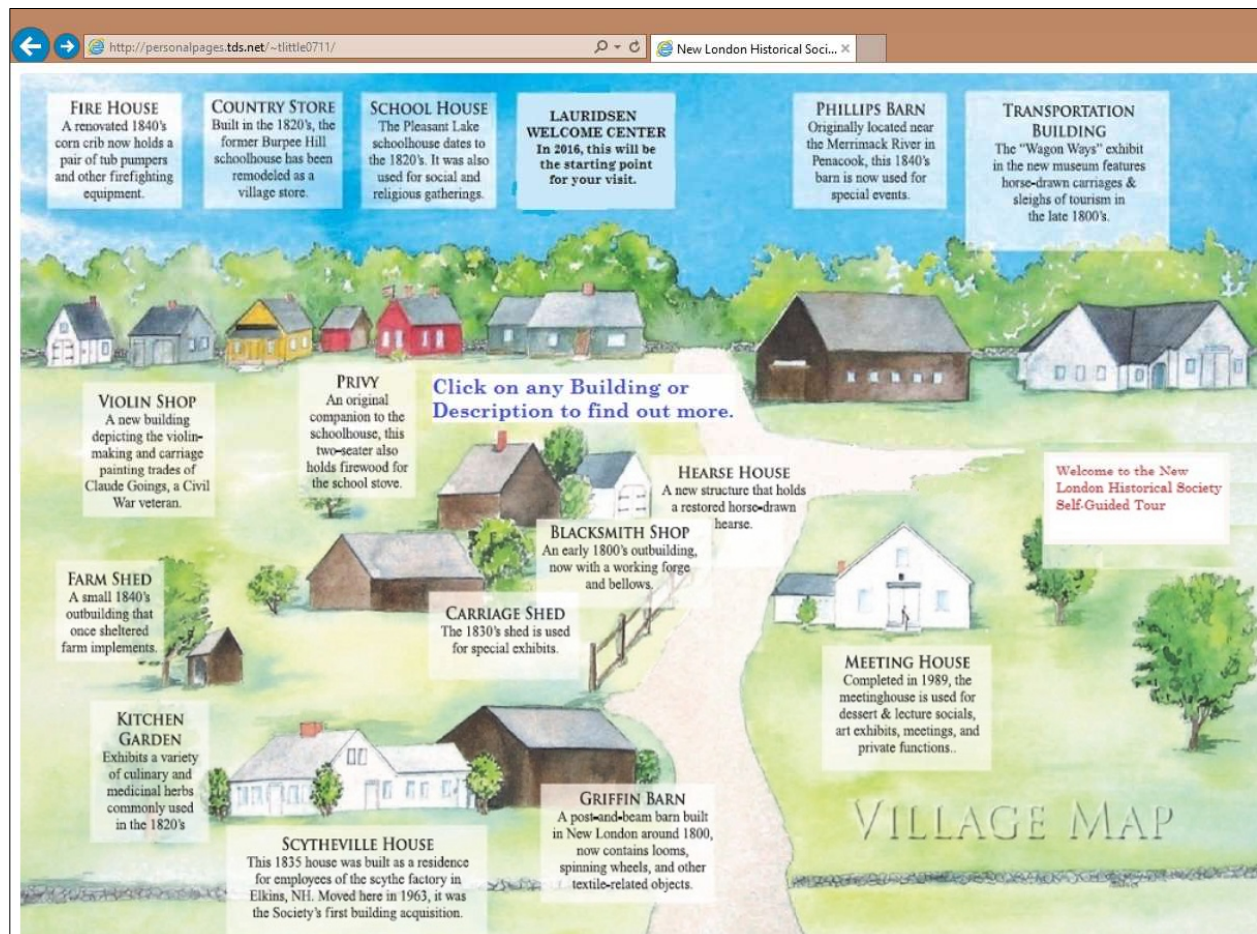 http://personalpages.tds.net/~tlittle0711/
New London Historical Soci...
FIRE HOUSE
A renovated 1840's
corn crib now holds a
pair of tub pumpers
and other firefighting
equipment.
COUNTRY STORE
Built in the 1820's, the
former Burpee Hill
schoolhouse has been
remodeled as a
village store.
SCHOOL HOUSE
The Pleasant Lake
schoolhouse dates to
the 1820's. It was also
used for social and
religious gatherings.
LAURIDSEN
WELCOME CENTER
In 2016, this will be
the starting point
for your visit.
PHILLIPS BARN
Originally located near
the Merrimack River in
Penacook, this 1840's
barn is now used for
special events.
TRANSPORTATION
BUILDING
The "Wagon Ways" exhibit
in the new museum features
horse-drawn carriages &
sleighs of tourism in
the late 1800's.
VIOLIN SHOP
A new building
depicting the violin-
making and carriage
painting trades of
Claude Goings, a Civil
War veteran.
PRIVY
An original
companion to the
schoolhouse, this
two-seater also
holds firewood for
the school stove.
Click on any Building or
Description to find out more.
HEARSE HOUSE
A new structure that holds
a restored horse-drawn
hearse.
Welcome to the New
London Historical Society
Self-Guided Tour
BLACKSMITH SHOP
An early 1800's outbuilding,
now with a working forge
and bellows.
FARM SHED
A small 1840's
outbuilding that
once sheltered
farm implements.
CARRIAGE SHED
The 1830's shed is used
for special exhibits.
MEETING HOUSE
Completed in 1989, the
meetinghouse is used for
dessert & lecture socials,
art exhibits, meetings, and
private functions..
KITCHEN
GARDEN
Exhibits a variety
of culinary and
medicinal herbs
commonly used
in the 1820's
GRIFFIN BARN
A post-and-beam barn built
in New London around 1800,
now contains looms,
spinning wheels, and other
textile-related objects.
VILLAGE MAP
SCYTHEVILLE HOUSE
This 1835 house was built as a residence
for employees of the scythe factory in
Elkins, NH. Moved here in 1963, it was
the Society's first building acquisition.